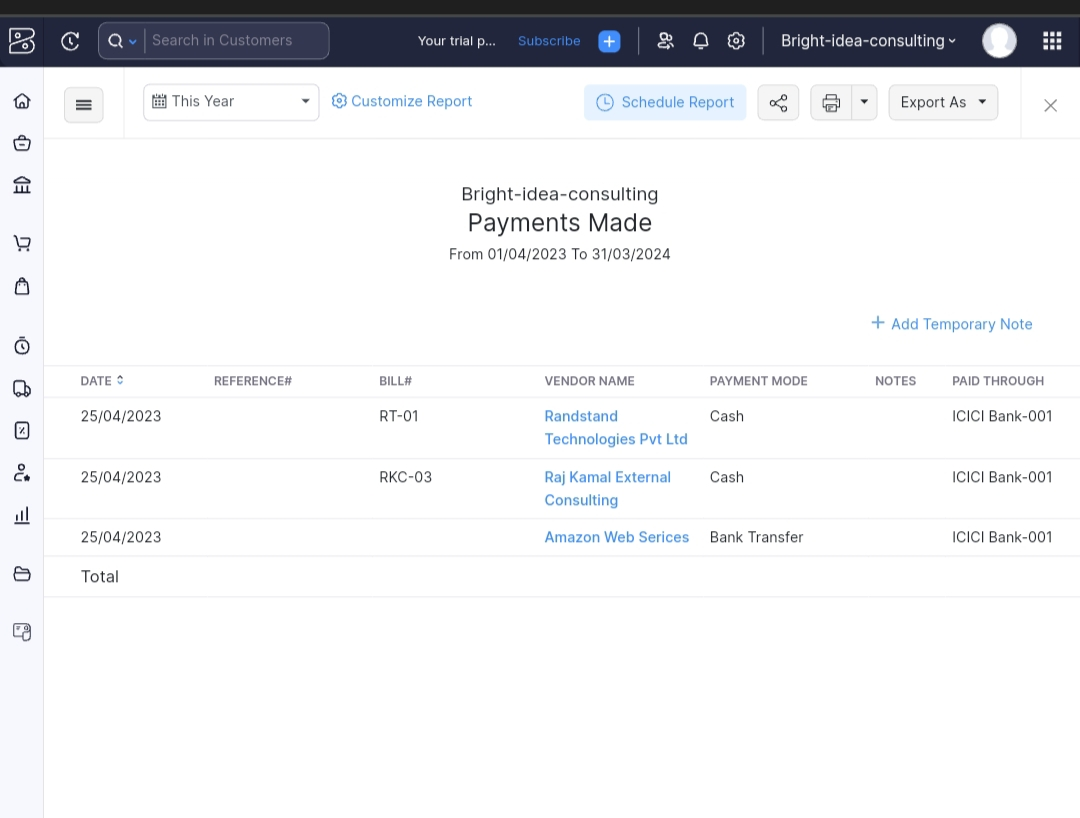 Search in Customers
Your trial p...
Subscribe
Bright-idea-consulting
This Year
Customize Report
Schedule Report
Export As
Bright-idea-consulting
Payments Made
From 01/04/2023 To 31/03/2024
+ Add Temporary Note
DATE REFERENCE# BILL# VENDOR NAME PAYMENT MODE NOTES PAID THROUGH
25/04/2023 RT-01 Randstand Cash ICICI Bank-001
Technologies Pvt Ltd
25/04/2023 RKC-03 Raj Kamal External Cash ICICI Bank-001
Consulting
25/04/2023 Amazon Web Serices Bank Transfer ICICI Bank-001
Total